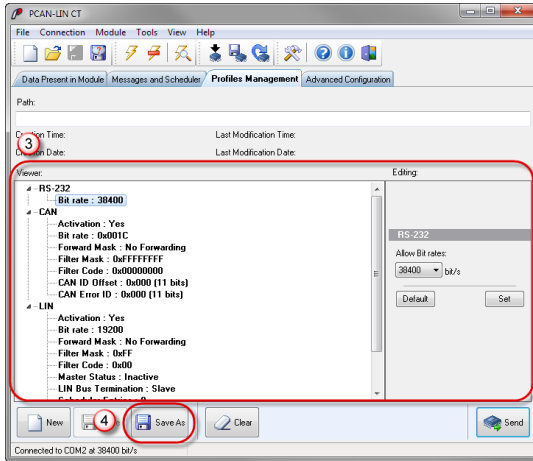 PCAN-LIN CT
File Connection Module Tools View Help
Data Present in Module Messages and Scheduler Profiles Management Advanced Configuration
Path:
Time: Last Modification Time:
Date: Last Modification Date:
3
Viewer: Editing:
RS-232
Bit rate : 38400
CAN
Activation : Yes
Bit rate : 0x001C
Forward Mask : No Forwarding
Filter Mask : 0xFFFFFFFF
Filter Code : 0x00000000
CAN ID Offset : 0x000 (11 bits)
CAN Error ID : 0x000 (11 bits)
LIN
Activation : Yes
Bit rate : 19200
Forward Mask : No Forwarding
Filter Mask : 0xFF
Filter Code : 0x00
Master Status : Inactive
LIN Bus Termination : Slave
RS-232
Allow Bit rates:
38400 bit/s
Default Set
New 4 Save As Clear Send
Connected to COM2 at 38400 bit/s